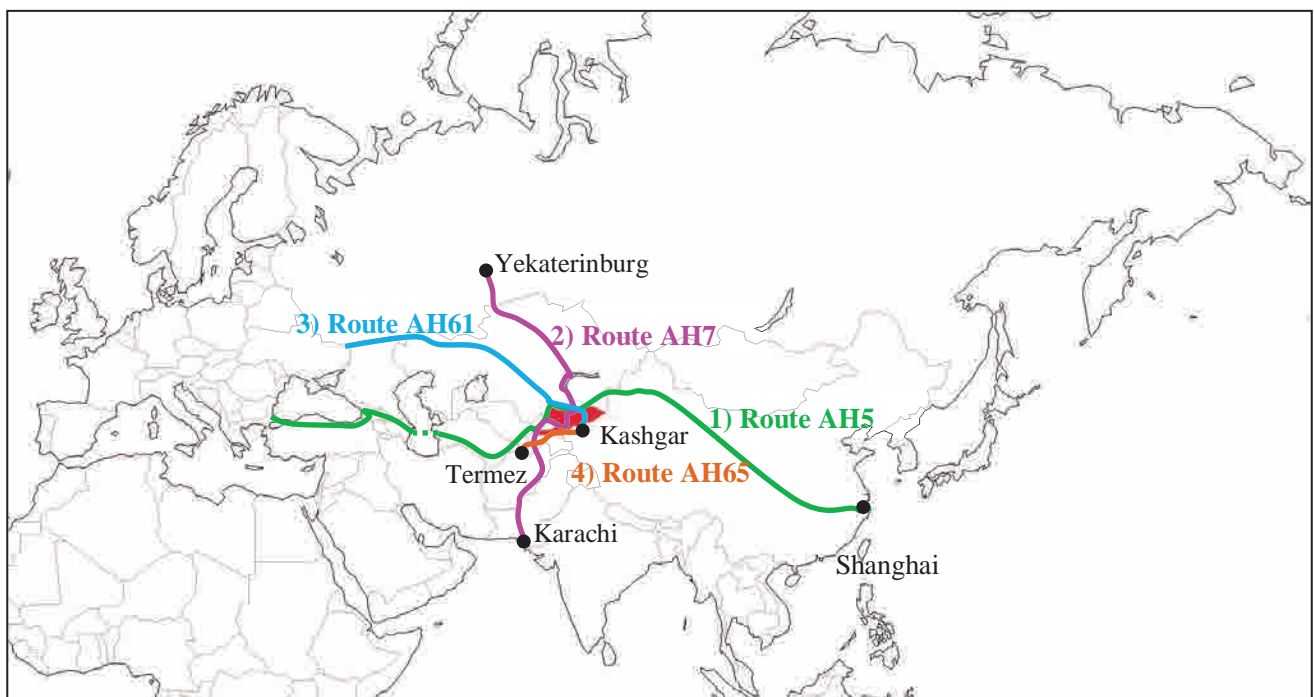 Yekaterinburg
3) Route AH61
2) Route AH7
1) Route AH5
Kashgar
Termez
4) Route AH65
Karachi
Shanghai